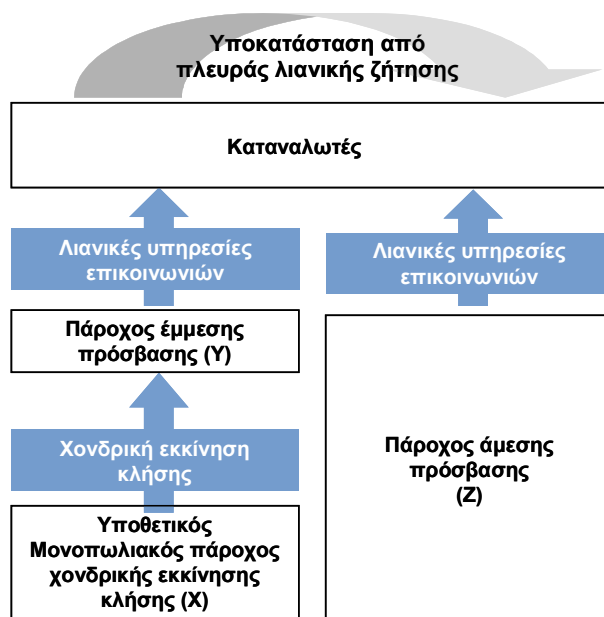 Υποκατάσταση από
πλευράς λιανικής ζήτησης
Καταναλωτές
Λιανικές υπηρεσίες
επικοινωνιών
Λιανικές υπηρεσίες
επικοινωνιών
Πάροχος έμμεσης
πρόσβασης (Υ)
Χονδρική εκκίνηση
κλήσης
Υποθετικός
Μονοπωλιακός πάροχος
χονδρικής εκκίνησης
κλήσης (Χ)
Πάροχος άμεσης
πρόσβασης
(Ζ)